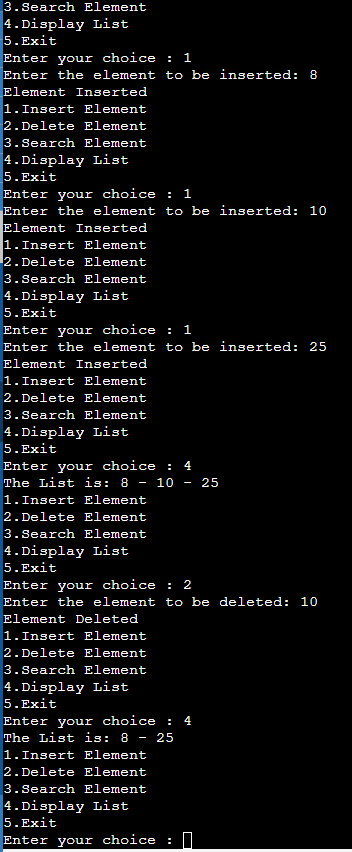 3.Search Element
4.Display List
5.Exit
Enter your choice : 1
Enter the element to be inserted: 8
Element Inserted
1.Insert Element
2.Delete Element
3.Search Element
4.Display List
5.Exit
Enter your choice : 1
Enter the element to be inserted: 10
Element Inserted
1.Insert Element
2.Delete Element
3.Search Element
4.Display List
5.Exit
Enter your choice : 1
Enter the element to be inserted: 25
Element Inserted
1.Insert Element
2.Delete Element
3.Search Element
4.Display List
5.Exit
Enter your choice : 4
The List is: 8 - 10 - 25
1.Insert Element
2.Delete Element
3.Search Element
4.Display List
5.Exit
Enter your choice : 2
Enter the element to be deleted: 10
Element Deleted
1.Insert Element
2.Delete Element
3.Search Element
4.Display List
5.Exit
Enter your choice : 4
The List is: 8 - 25
1.Insert Element
2.Delete Element
3.Search Element
4.Display List
5.Exit
Enter your choice :